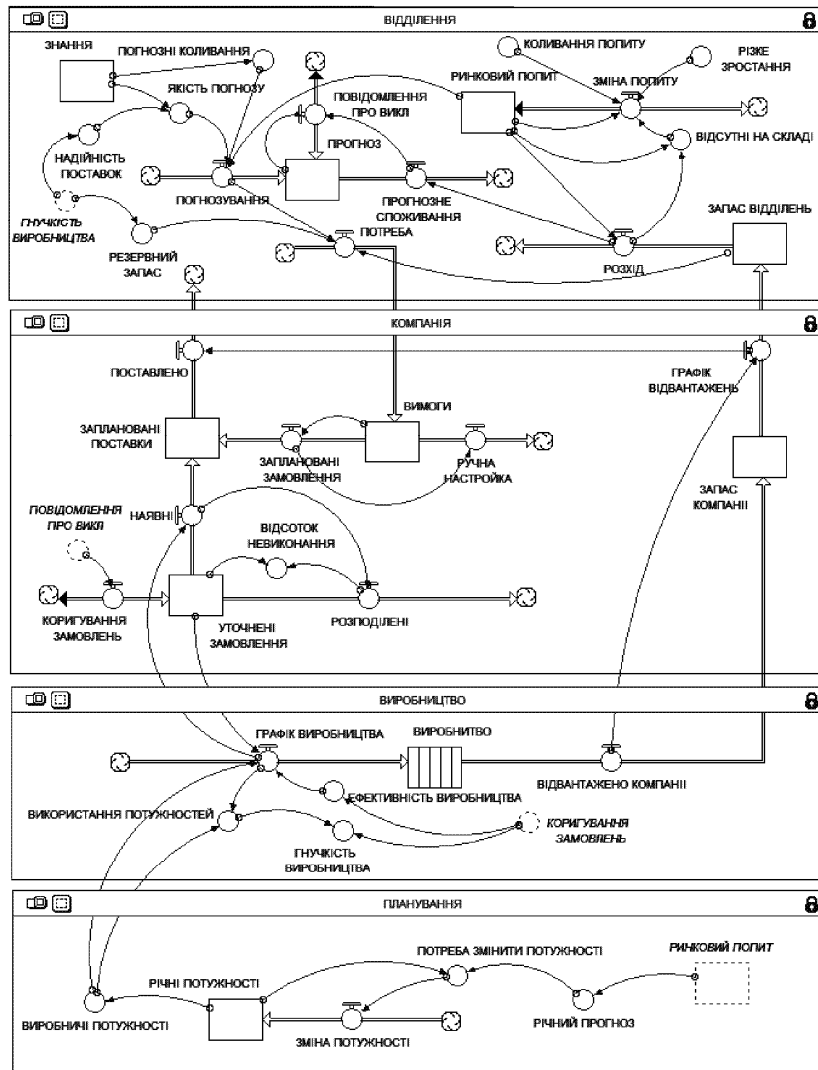 ВІДДІЛЕННЯ
ЗНАННЯ
ПОГНОЗНІ КОЛИВАННЯ
КОЛИВАННЯ ПОПИТУ
РІЗКЕ
ЗРОСТАННЯ
ЯКІСТЬ ПОГНОЗУ
РИНКОВИЙ ПОПИТ
ЗМІНА ПОПИТУ
ПОВІДОМЛЕННЯ
ПРО ВИКЛ
ПРОГНОЗ
ВІДСУТНІ НА СКЛАДІ
НАДІЙНІСТЬ
ПОСТАВОК
ПОГНОЗУВАННЯ
ПРОГНОЗНЕ
СПОЖИВАННЯ
ГНУЧКІСТЬ
ВИРОБНИЦТВА
ПОТРЕБА
ЗАПАС ВІДДІЛЕНЬ
РЕЗЕРВНИЙ
ЗАПАС
РОЗХІД
КОМПАНІЯ
ПОСТАВЛЕНО
ГРАФІК
ВІДВАНТАЖЕНЬ
ВИМОГИ
ЗАПЛАНОВАНІ
ПОСТАВКИ
ЗАПЛАНОВАНІ
ЗАМОВЛЕННЯ
РУЧНА
НАСТРОЙКА
ЗАПАС
КОМПАНІІ
ПОВІДОМЛЕННЯ
ПРО ВИКЛ
НАЯВНІ
ВІДСОТОК
НЕВИКОНАННЯ
КОРИГУВАННЯ
ЗАМОВЛЕНЬ
УТОЧНЕНІ
ЗАМОВЛЕННЯ
РОЗПОДІЛЕНІ
ВИРОБНИЦТВО
ГРАФІК ВИРОБНИЦТВА
ВИРОБНИТВО
ВІДВАНТАЖЕНО КОМПАНІІ
ЕФЕКТИВНІСТЬ ВИРОБНИЦТВА
ВИКОРИСТАННЯ ПОТУЖНОСТЕЙ
КОРИГУВАННЯ
ЗАМОВЛЕНЬ
ГНУЧКІСТЬ
ВИРОБНИЦТВА
ПЛАНУВАННЯ
ПОТРЕБА ЗМІНИТИ ПОТУЖНОСТІ
РИНКОВИЙ ПОПИТ
РІЧНІ ПОТУЖНОСТІ
ВИРОБНИЧІ ПОТУЖНОСТІ
ЗМІНА ПОТУЖНОСТІ
РІЧНИЙ ПРОГНОЗ